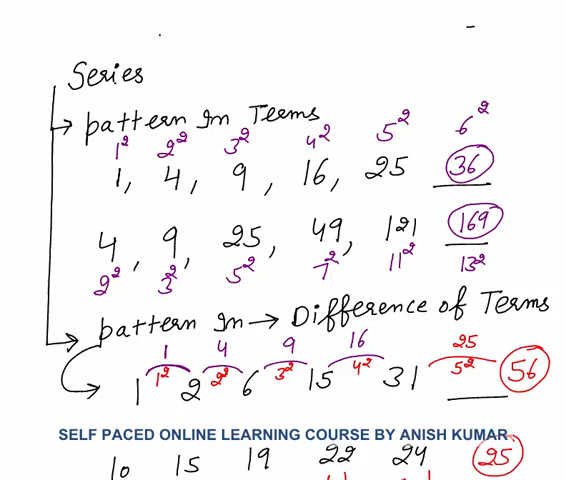 Series
→ pattern In Terms
1² 2² 3² 4² 5² 6²
1, 4, 9, 16, 25 36
4, 9, 25, 49, 121 169
2² 3² 5² 7² 11² 13²
pattern In → Difference of Terms
1 4 9 16 25
1² 2² 3² 4² 5²
1 2 6 15 31 56
SELF PACED ONLINE LEARNING COURSE BY ANISH KUMAR
10 15 19 22 24 25